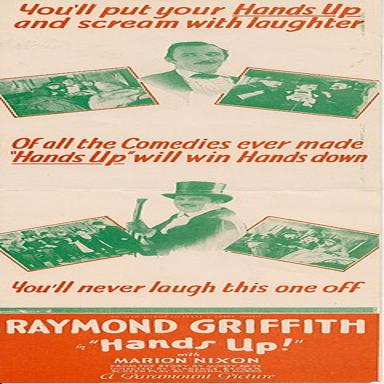 You'll put your Hands Up
and scream with laughter
Of all the Comedies ever made
"Hands Up" will win Hands down
You'll never laugh this one off
RAYMOND GRIFFITH
in "Hands Up!"
with
MARION NIXON
a Paramount Picture